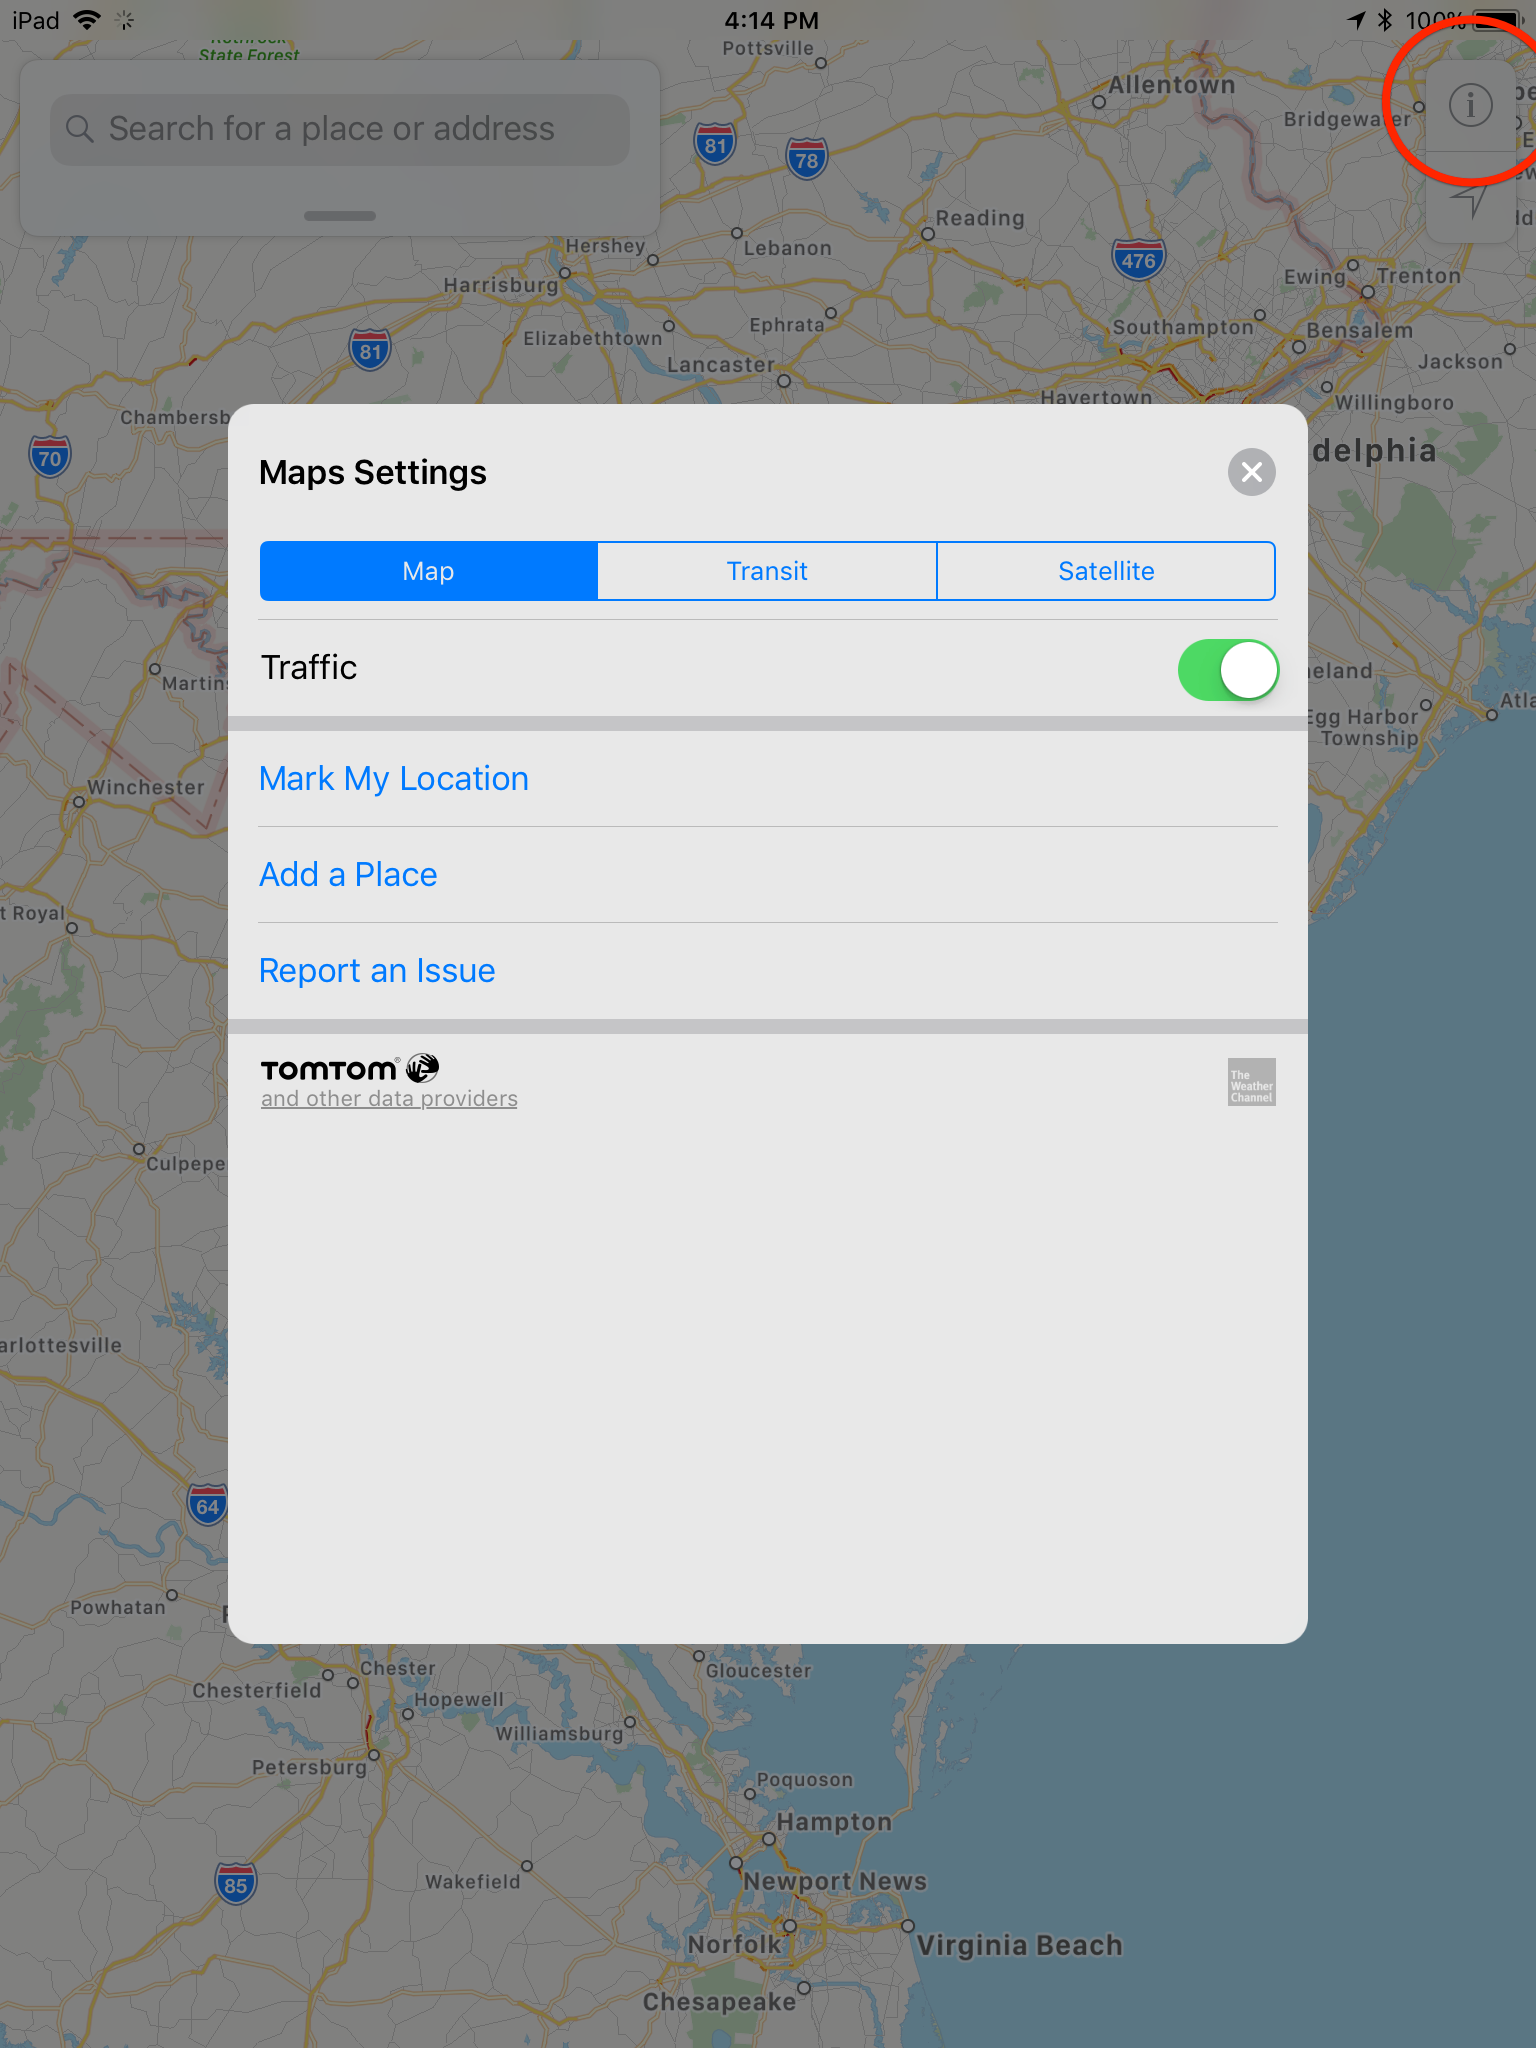 iPad
4:14 PM
100%
State Forest
Pottsville
Allentown
Search for a place or address
81
78
Bridgewater
Reading
Hershey
Lebanon
476
Harrisburg
Ewing
Trenton
Ephrata
Elizabethtown
Southampton
Bensalem
81
Lancaster
Jackson
Havertown
Willingboro
Chambersb
70
delphia
Maps Settings
Map
Transit
Satellite
Traffic
Martins
eland
Atla
Egg Harbor
Township
Mark My Location
Winchester
Add a Place
t Royal
Report an Issue
TOMTOM®
and other data providers
The
Weather
Channel
Culpepe
arlottesville
64
Powhatan
Chester
Gloucester
Chesterfield
Hopewell
Williamsburg
Petersburg
Poquoson
Hampton
85
Wakefield
Newport News
Norfolk
Virginia Beach
Chesapeake